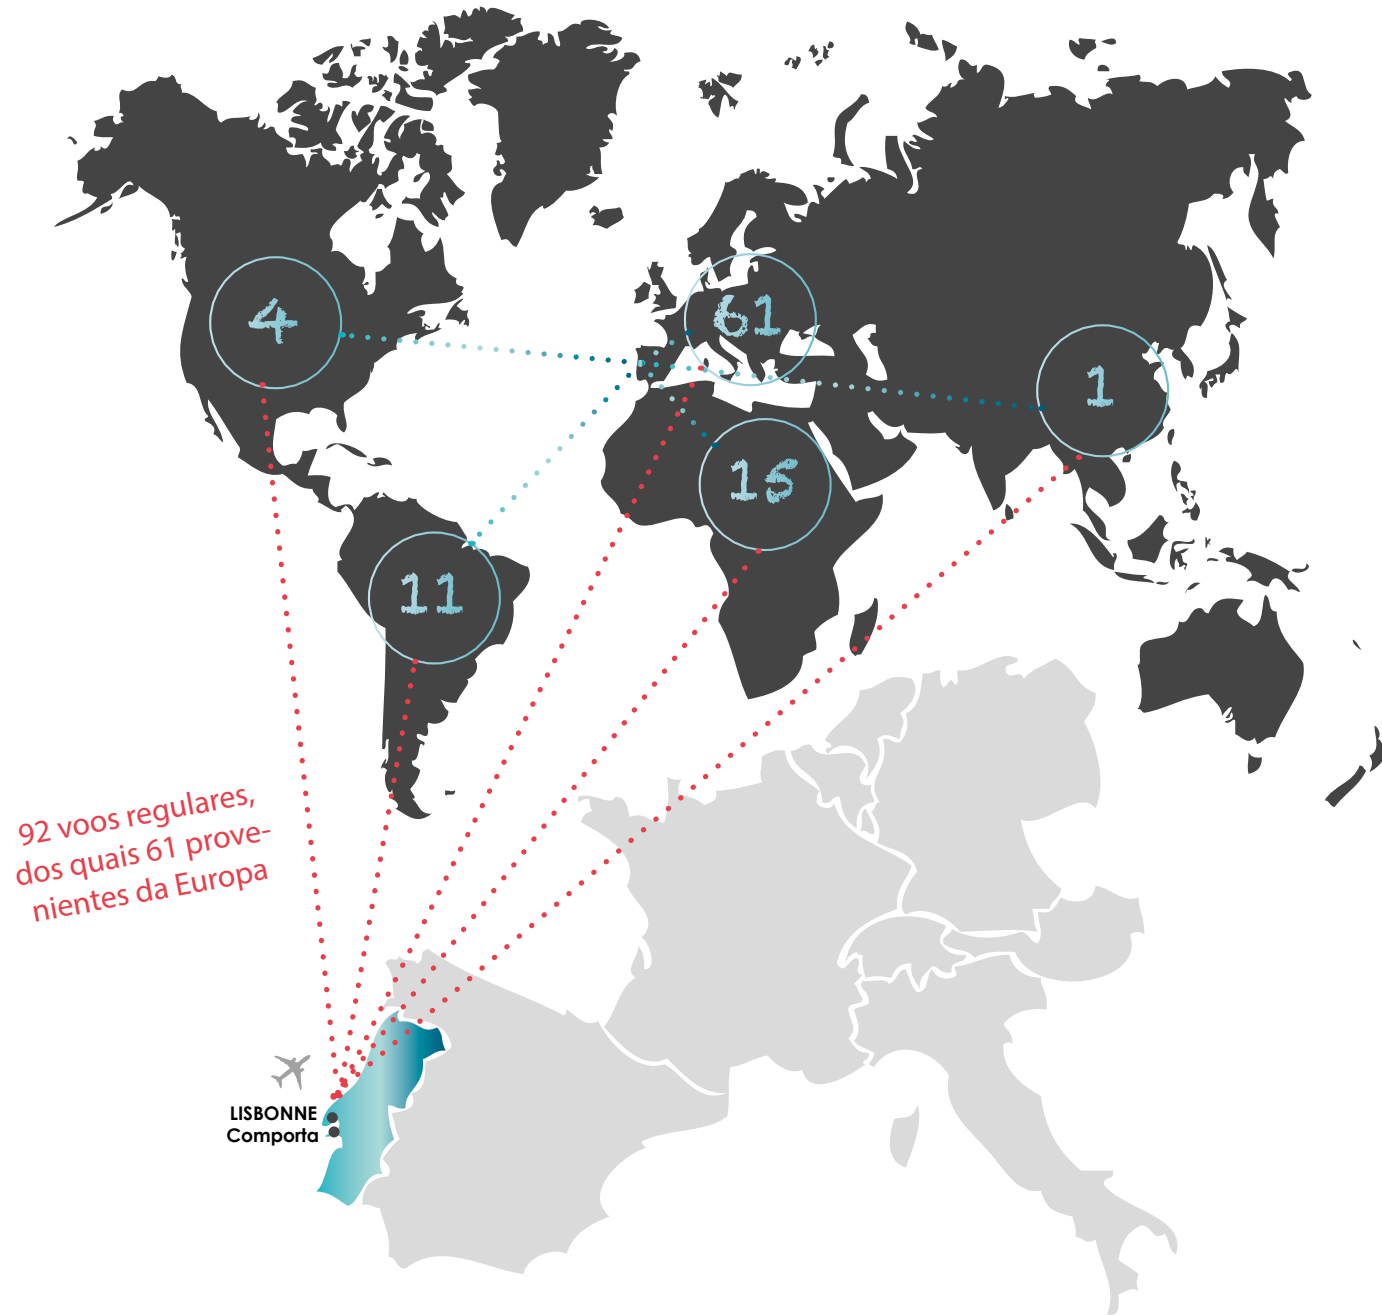 4
61
1
15
11
92 voos regulares,
dos quais 61 prove-
nientes da Europa
LISBONNE
Comporta